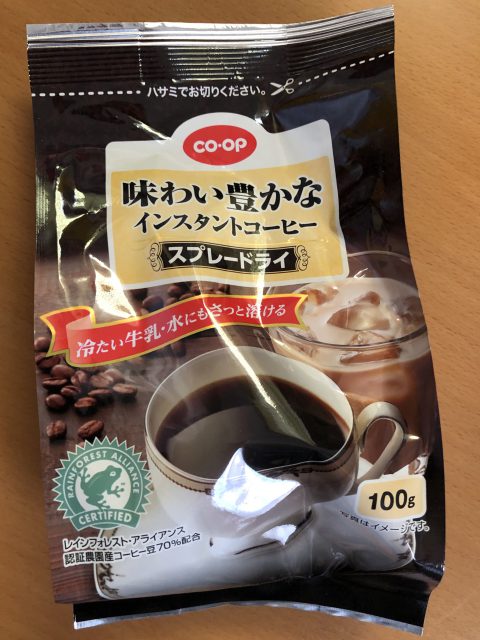 ハサミでお切りください。
CO·OP
味わい豊かな
インスタントコーヒー
スプレードライ
冷たい牛乳・水にもさっと溶ける
RAINFOREST ALLIANCE
CERTIFIED
100g
写真はイメージです。
レインフォレスト・アライアンス
認証農園産コーヒー豆70%配合